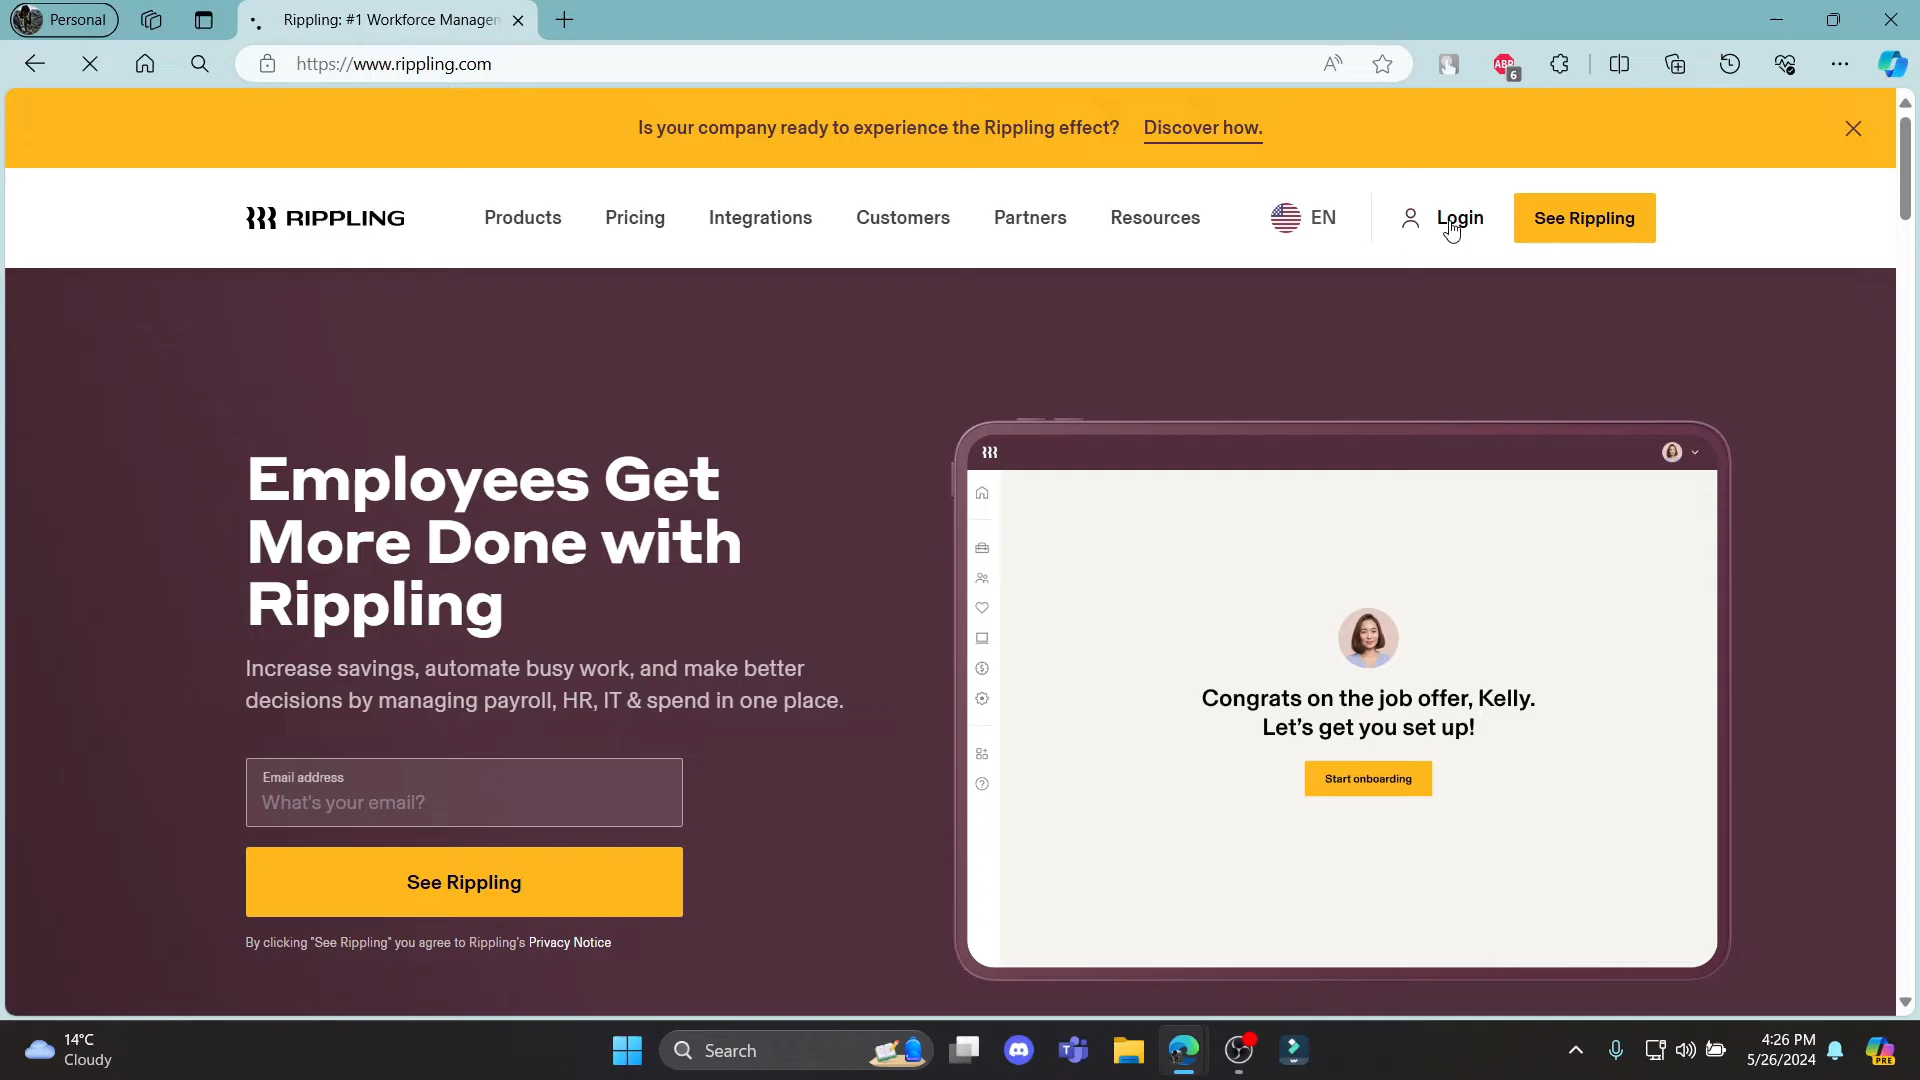 Personal
Rippling: #1 Workforce Managen
https://www.rippling.com
ABP
6
Is your company ready to experience the Rippling effect? Discover how.
RIPPLING
Products
Pricing
Integrations
Customers
Partners
Resources
EN
Login
See Rippling
Employees Get
More Done with
Rippling
Increase savings, automate busy work, and make better
decisions by managing payroll, HR, IT & spend in one place.
Email address
What's your email?
See Rippling
By clicking "See Rippling" you agree to Rippling's Privacy Notice
Congrats on the job offer, Kelly.
Let's get you set up!
Start onboarding
14°C
Cloudy
Search
4:26 PM
5/26/2024
PRE